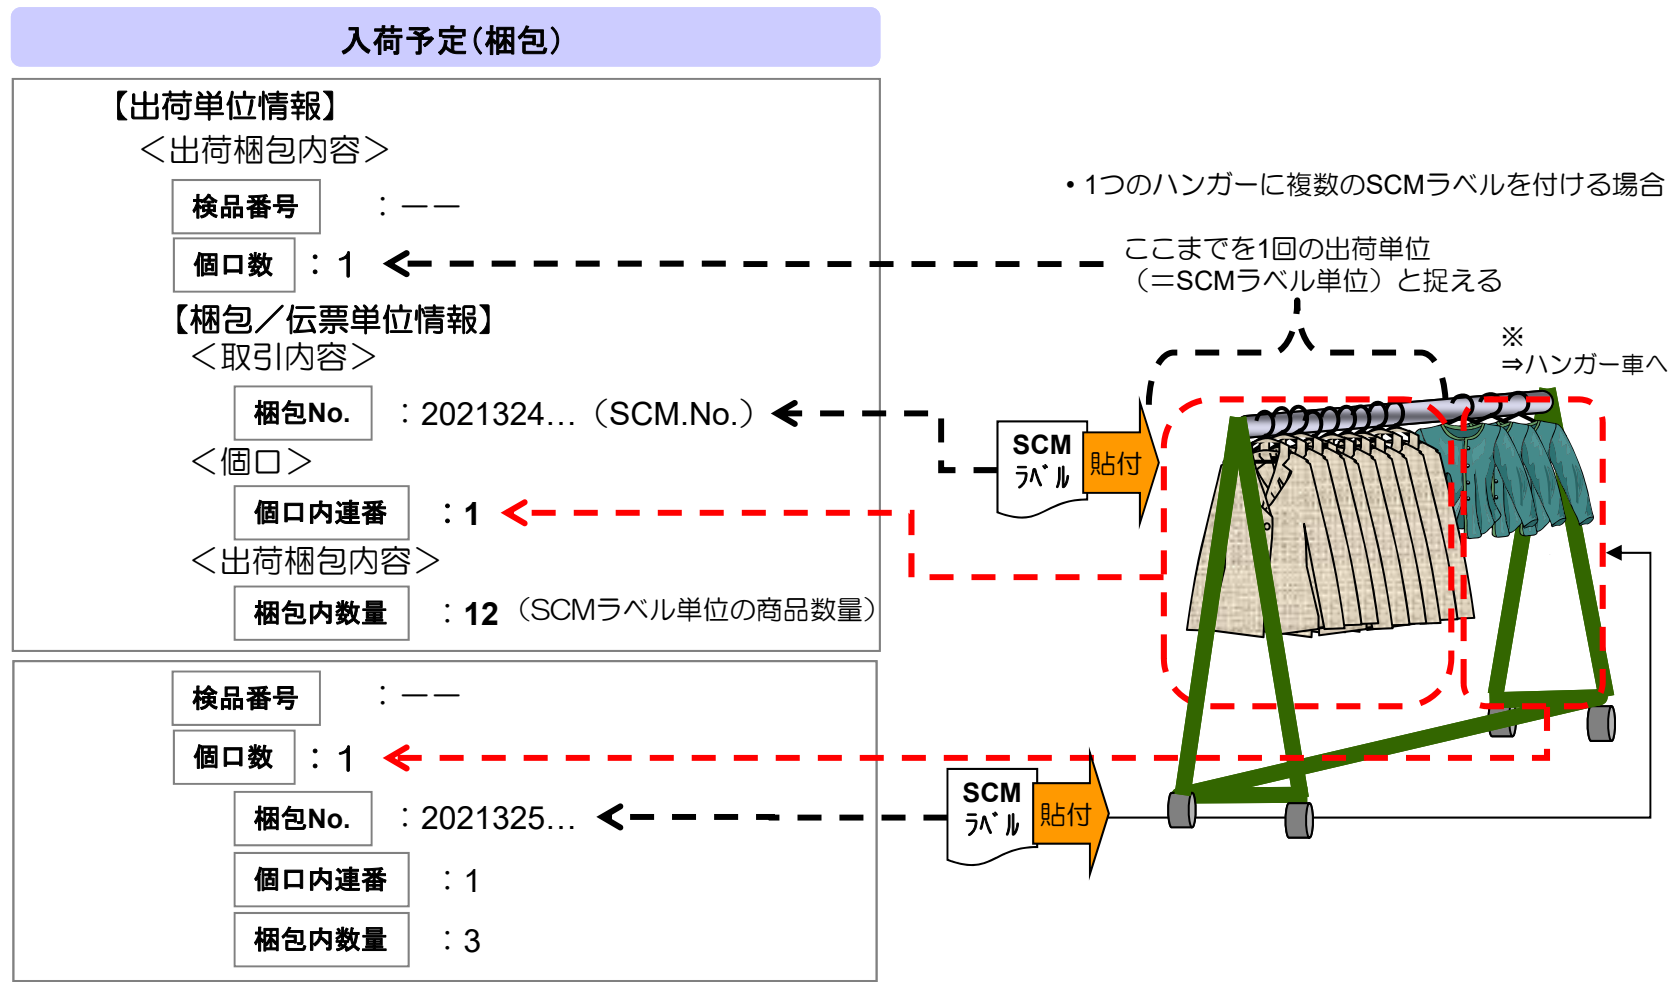 入荷予定(梱包)
【出荷単位情報】
＜出荷梱包内容＞
検品番号 ：－－
個口数 ：1
【梱包／伝票単位情報】
＜取引内容＞
梱包No. ：2021324…（SCM.No.）
＜個口＞
個口内連番 ：1
＜出荷梱包内容＞
梱包内数量 ：12（SCMラベル単位の商品数量）
検品番号 ：－－
個口数 ：1
梱包No. ：2021325…
個口内連番 ：1
梱包内数量 ：3
・1つのハンガーに複数のSCMラベルを付ける場合
ここまでを1回の出荷単位
（＝SCMラベル単位）と捉える
※
⇒ハンガー車へ
SCM
ﾗﾍﾞﾙ
貼付
SCM
ﾗﾍﾞﾙ
貼付